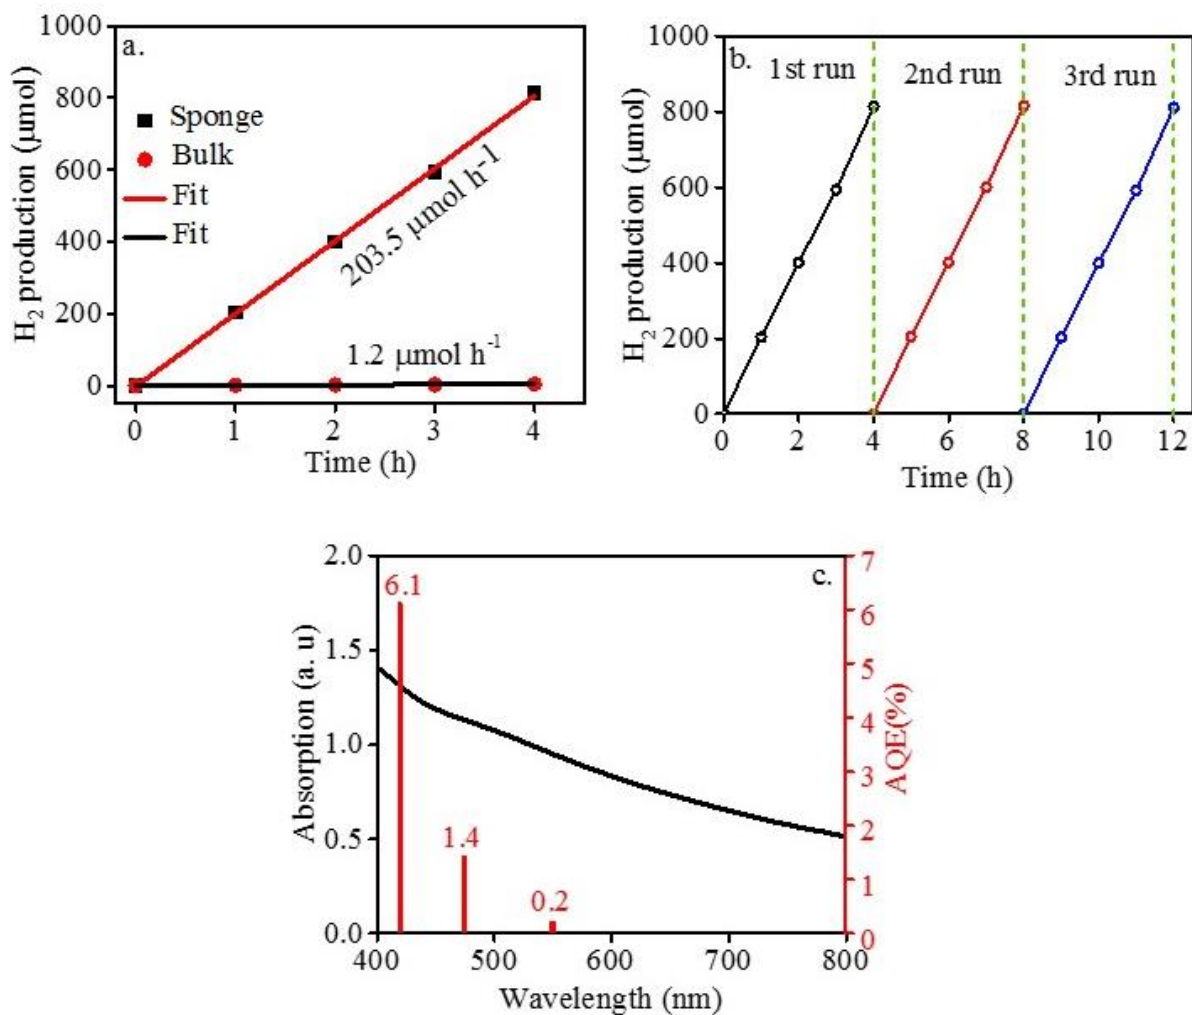 a.
1000
800
600
400
200
0
H₂ production (μmol)
Sponge
Bulk
Fit
Fit
203.5 μmol h-1
1.2 μmol h⁻¹
0 1 2 3 4
Time (h)
b.
1st run 2nd run 3rd run
1000
800
600
400
200
0
H₂ production (μmol)
0 2 4 6 8 10 12
Time (h)
c.
2.0
1.5
1.0
0.5
0.0
Absorption (a. u)
6.1
1.4
0.2
7
6
5
4
3
2
1
0
AQE(%)
400 500 600 700 800
Wavelength (nm)